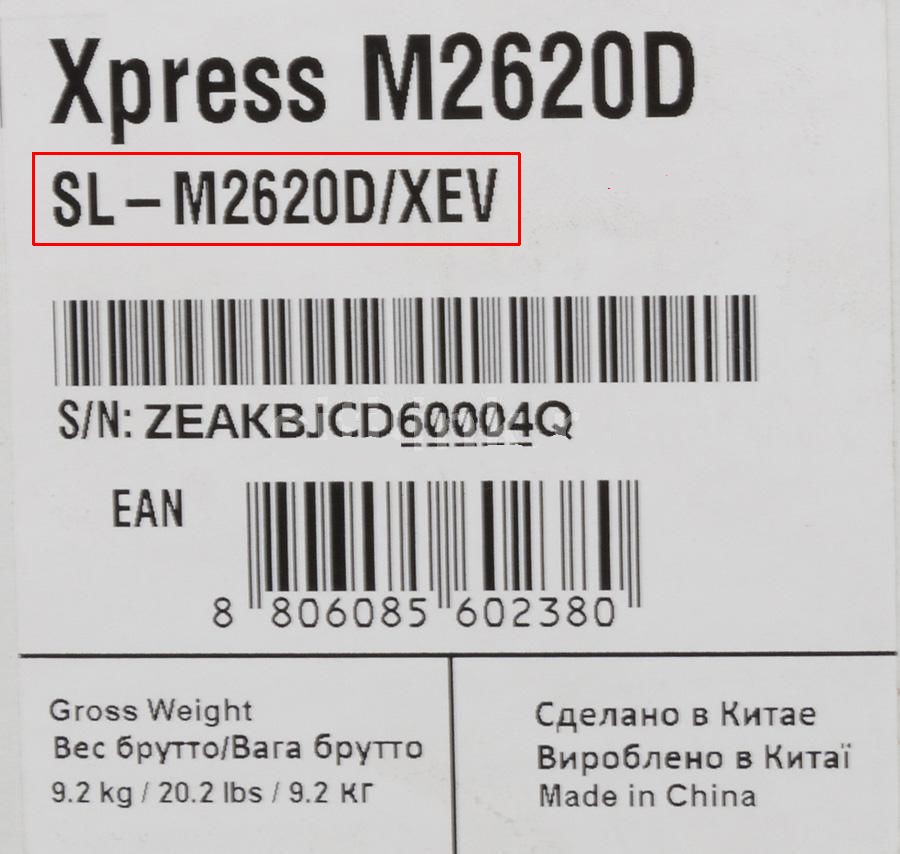 Xpress M2620D
SL-M2620D/XEV
S/N: ZEAKBJCD60004Q
EAN
8 806085 602380
Gross Weight
Вес брутто/Вага брутто
9.2 kg / 20.2 lbs / 9.2 КГ
Сделано в Китае
Вироблено в Китаї
Made in China